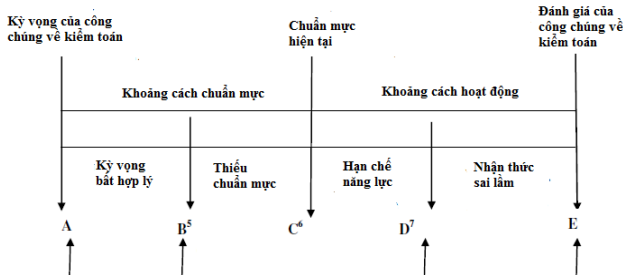 Kỳ vọng của công
chúng về kiểm toán
Chuẩn mực
hiện tại
Đánh giá của
công chúng về
kiểm toán
Khoảng cách chuẩn mực
Khoảng cách hoạt động
Kỳ vọng
bất hợp lý
Thiếu
chuẩn mực
Hạn chế
năng lực
Nhận thức
sai lầm
A
B⁵
C⁶
D⁷
E